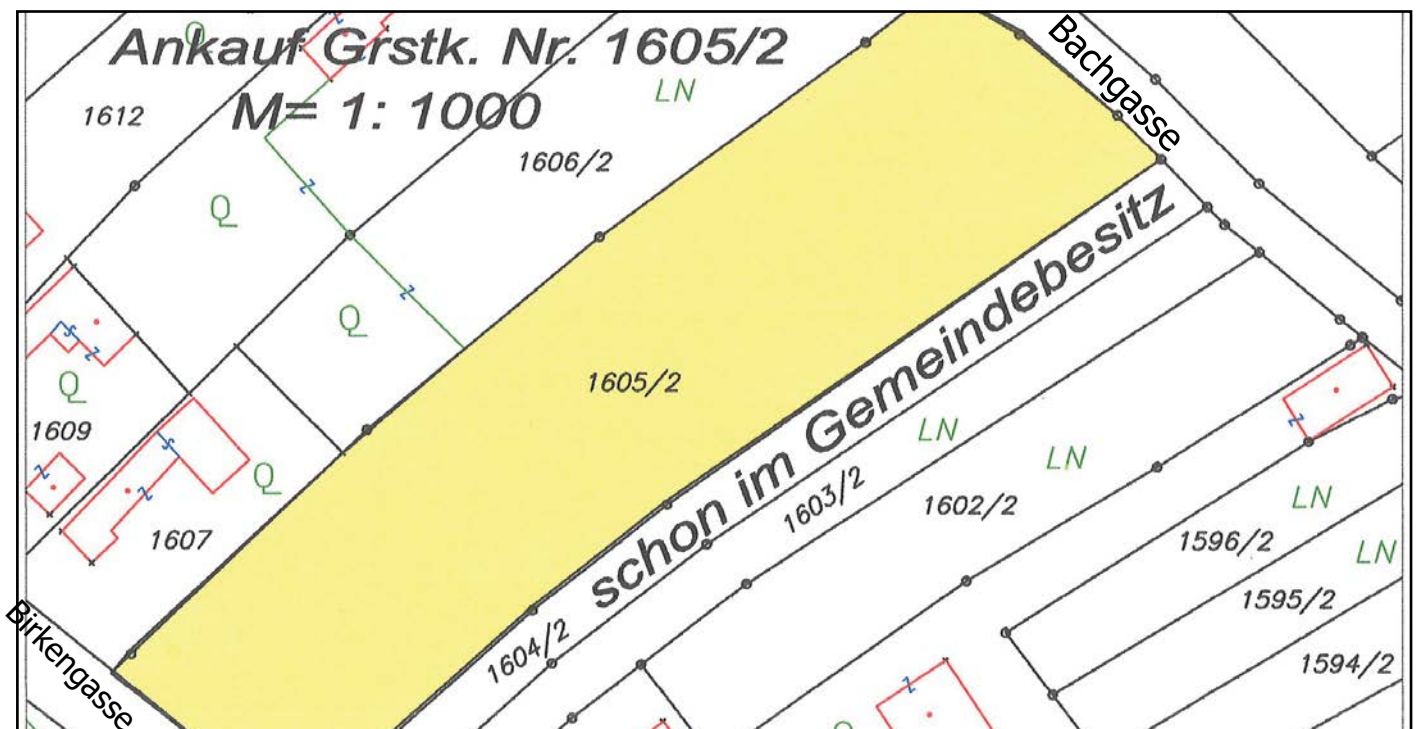 Ankauf Grstk. Nr. 1605/2
M= 1: 1000
Bachgasse
LN
1612
1606/2
Q
Z
Q
Z
Q
Z
1605/2
schon im Gemeindebesitz
S
Z
Q
1609
Z
S
Z
Q
1607
LN
LN
1603/2
1602/2
Z
LN
1596/2
LN
1595/2
1604/2
1594/2
Z
Birkengasse